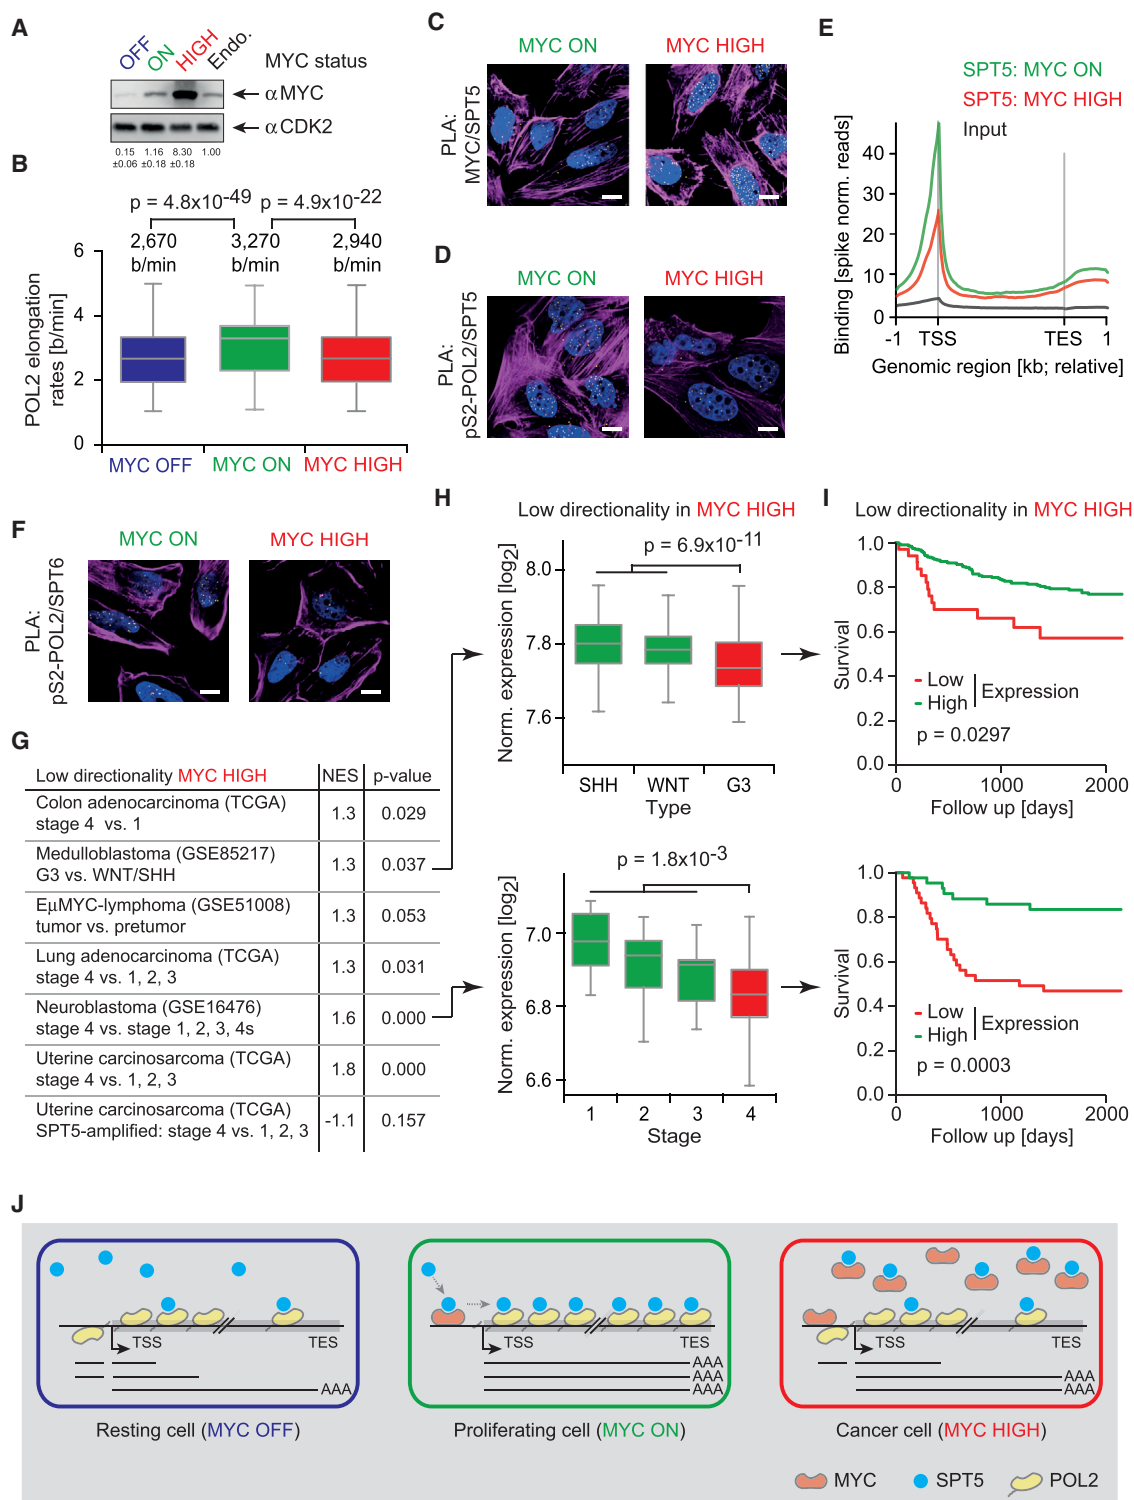 A
OFF
ON
HIGH
Endo.
MYC status
αMYC
αCDK2
0.15 1.16 8.30 1.00
±0.06 ±0.18 ±0.18
B
p = 4.8x10-49 p = 4.9x10-22
2,670 3,270 2,940
b/min b/min b/min
POL2 elongation
rates [b/min]
6
4
2
0
MYC OFF MYC ON MYC HIGH
C
MYC ON MYC HIGH
PLA:
MYC/SPT5
D
MYC ON MYC HIGH
PLA:
pS2-POL2/SPT5
E
SPT5: MYC ON
SPT5: MYC HIGH
Input
Binding [spike norm. reads]
40
30
20
10
0
-1 TSS TES 1
Genomic region [kb; relative]
F
MYC ON MYC HIGH
PLA:
pS2-POL2/SPT6
G
Low directionality MYC HIGH NES p-value
Colon adenocarcinoma (TCGA)
stage 4 vs. 1
1.3 0.029
Medulloblastoma (GSE85217)
G3 vs. WNT/SHH
1.3 0.037
EμMYC-lymphoma (GSE51008)
tumor vs. pretumor
1.3 0.053
Lung adenocarcinoma (TCGA)
stage 4 vs. 1, 2, 3
1.3 0.031
Neuroblastoma (GSE16476)
stage 4 vs. stage 1, 2, 3, 4s
1.6 0.000
Uterine carcinosarcoma (TCGA)
stage 4 vs. 1, 2, 3
1.8 0.000
Uterine carcinosarcoma (TCGA)
SPT5-amplified: stage 4 vs. 1, 2, 3
-1.1 0.157
H
Low directionality in MYC HIGH
p = 6.9x10-11
Norm. expression [log2]
8.0
7.8
7.6
SHH WNT G3
Type
p = 1.8x10-3
Norm. expression [log2]
7.0
6.8
6.6
1 2 3 4
Stage
I
Low directionality in MYC HIGH
Survival
1.0
0.8
0.6
0.4
0.2
0.0
Low
High
Expression
p = 0.0297
0 1000 2000
Follow up [days]
Survival
1.0
0.8
0.6
0.4
0.2
0.0
Low
High
Expression
p = 0.0003
0 1000 2000
Follow up [days]
J
TSS TES
AAA
Resting cell (MYC OFF)
TSS TES
AAA
AAA
AAA
Proliferating cell (MYC ON)
TSS TES
AAA
AAA
Cancer cell (MYC HIGH)
MYC SPT5 POL2